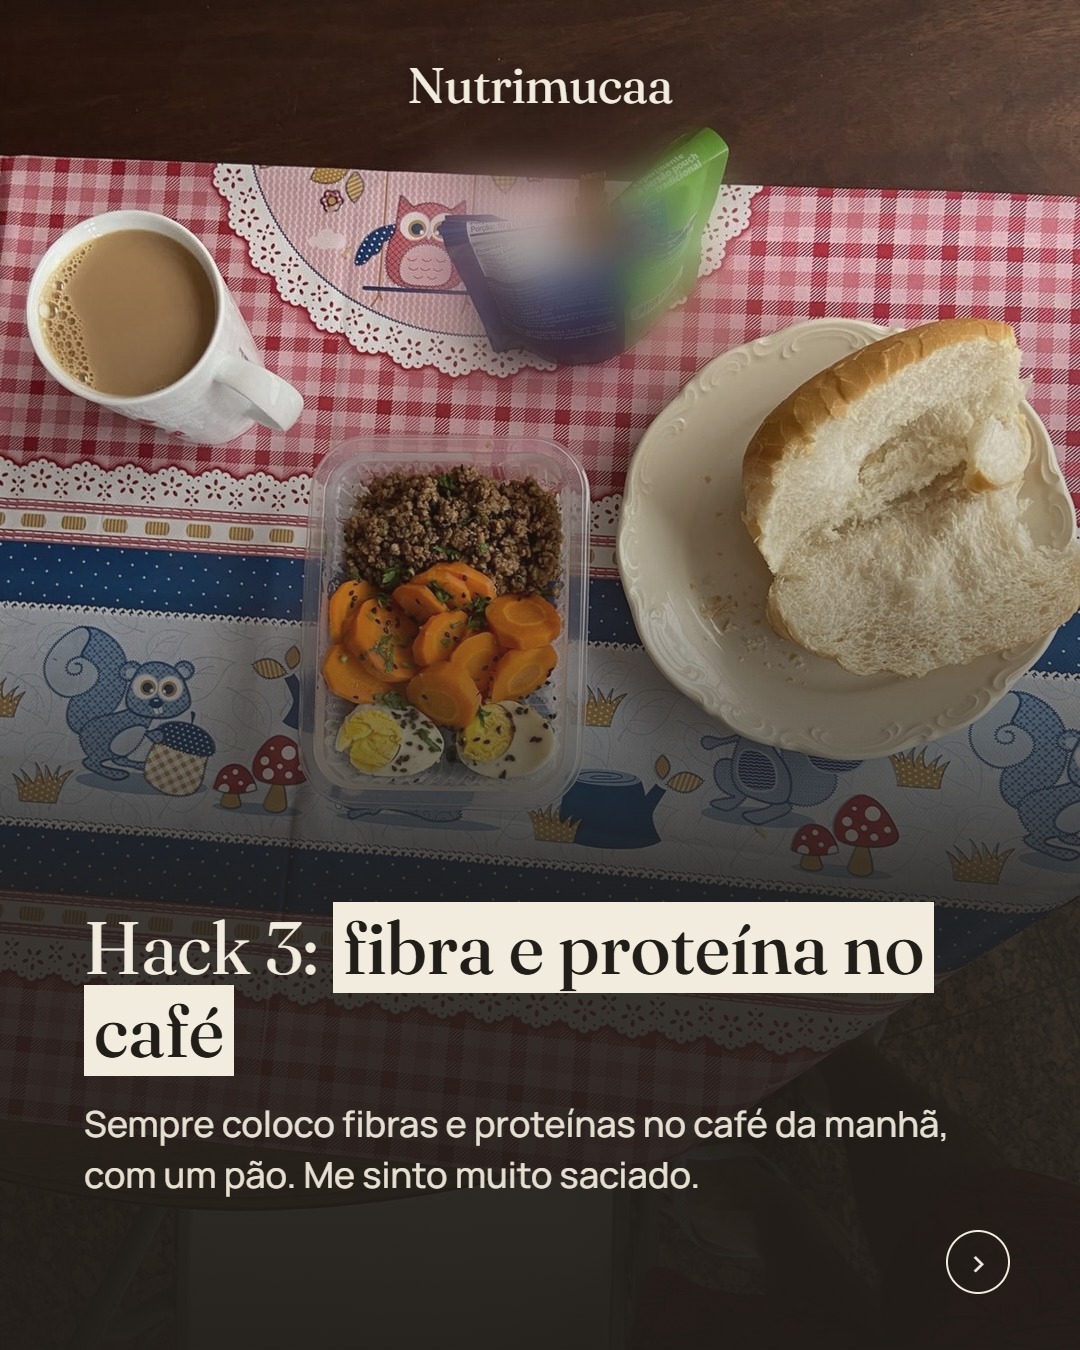 Nutrimucaa
Hack 3: fibra e proteína no
café
Sempre coloco fibras e proteínas no café da manhã,
com um pão. Me sinto muito saciado.